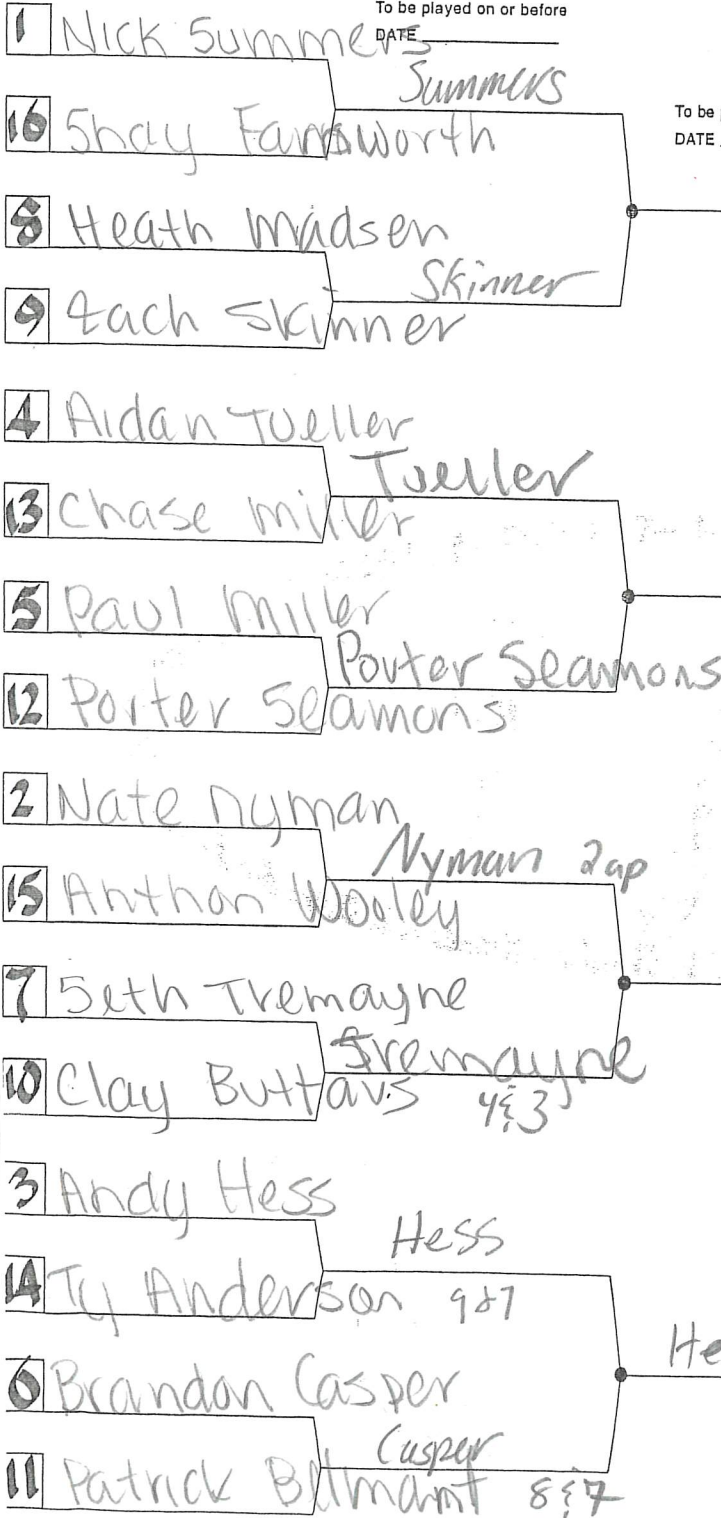 To be played on or before
DATE
1 Nick Summers
Summers
To be
DATE
16 Shay Farnsworth
8 Heath Madsen
Skinner
9 Zach Skinner
4 Aidan Tueller
Tueller
13 Chase Miller
5 Paul Miller
Porter Seamons
12 Porter Seamons
2 Nate Nyman
Nyman 2up
15 Anthon Wooley
7 Seth Tremayne
Tremayne
10 Clay Buttars 4&3
3 Andy Hess
Hess
14 Ty Anderson 9&7
He
6 Brandon Casper
Casper
11 Patrick 8&7